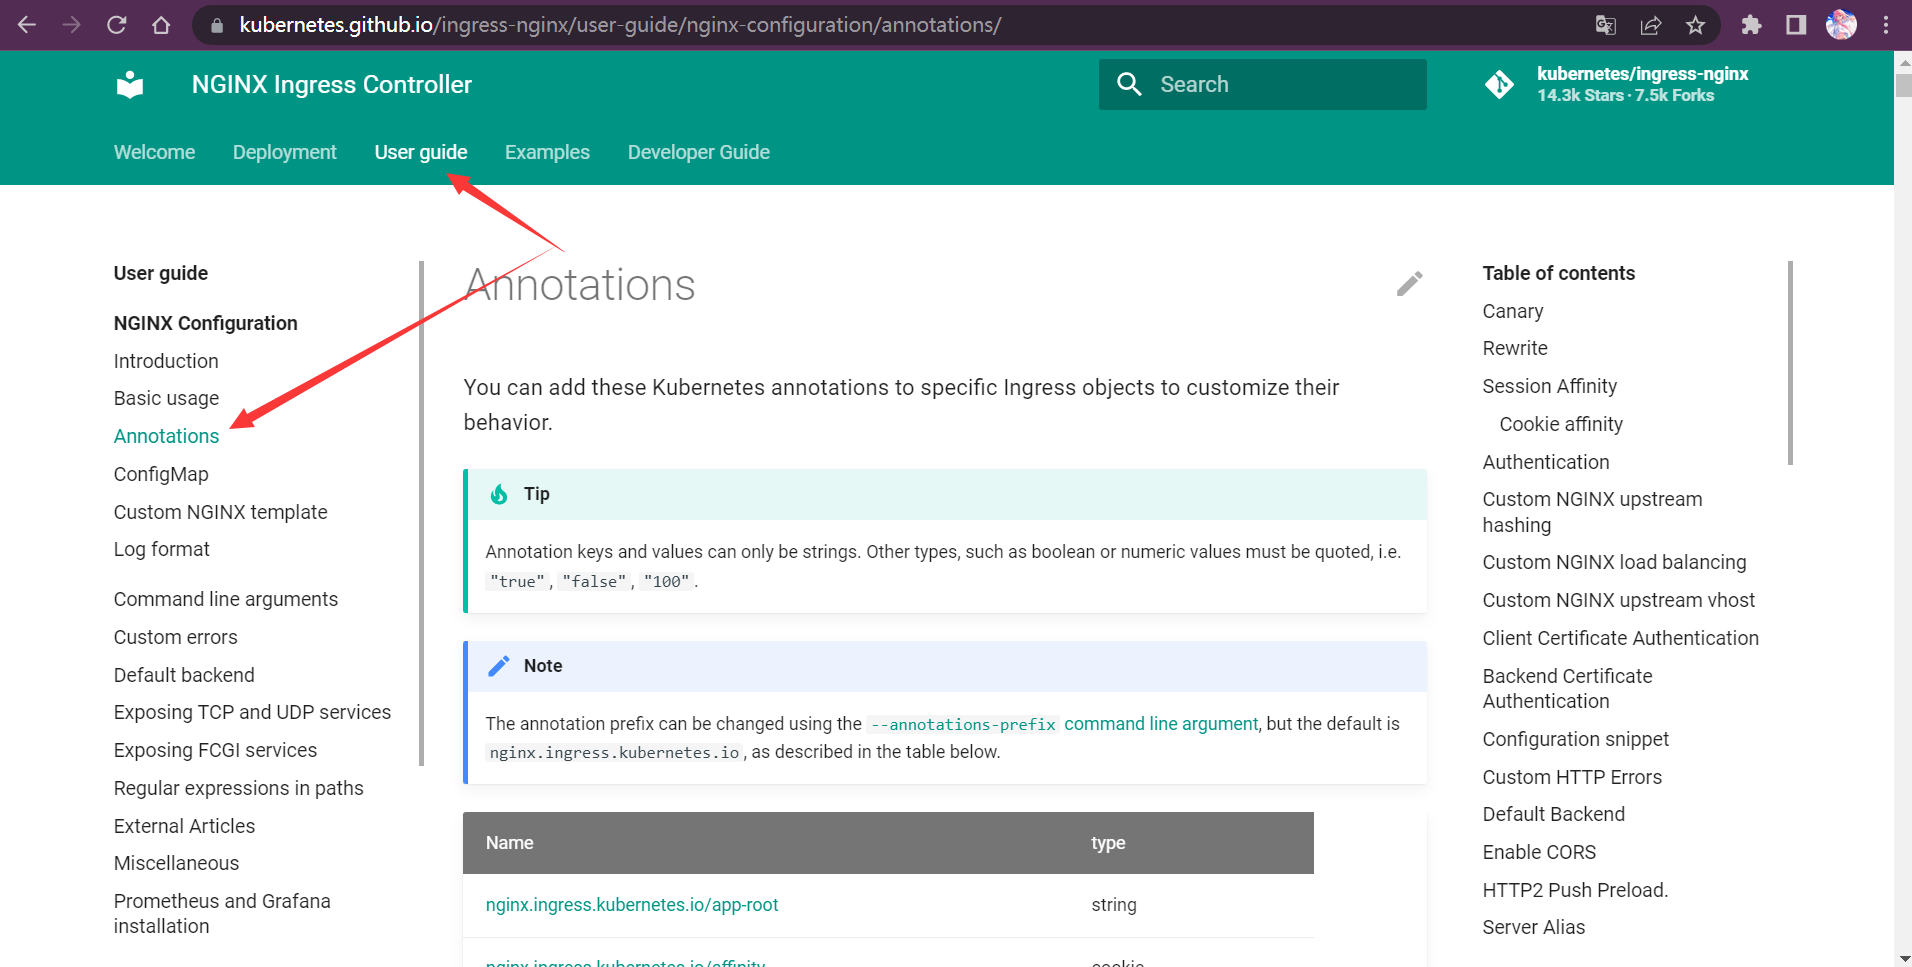 kubernetes.github.io/ingress-nginx/user-guide/nginx-configuration/annotations/
NGINX Ingress Controller
Search
kubernetes/ingress-nginx
14.3k Stars · 7.5k Forks
Welcome
Deployment
User guide
Examples
Developer Guide
User guide
NGINX Configuration
Introduction
Basic usage
Annotations
ConfigMap
Custom NGINX template
Log format
Command line arguments
Custom errors
Default backend
Exposing TCP and UDP services
Exposing FCGI services
Regular expressions in paths
External Articles
Miscellaneous
Prometheus and Grafana
installation
Annotations
You can add these Kubernetes annotations to specific Ingress objects to customize their
behavior.
Tip
Annotation keys and values can only be strings. Other types, such as boolean or numeric values must be quoted, i.e.
"true", "false", "100".
Note
The annotation prefix can be changed using the --annotations-prefix command line argument, but the default is
nginx.ingress.kubernetes.io, as described in the table below.
Name
type
nginx.ingress.kubernetes.io/app-root
string
nginx.ingress.kubernetes.io/affinity
cookie
Table of contents
Canary
Rewrite
Session Affinity
Cookie affinity
Authentication
Custom NGINX upstream
hashing
Custom NGINX load balancing
Custom NGINX upstream vhost
Client Certificate Authentication
Backend Certificate
Authentication
Configuration snippet
Custom HTTP Errors
Default Backend
Enable CORS
HTTP2 Push Preload.
Server Alias